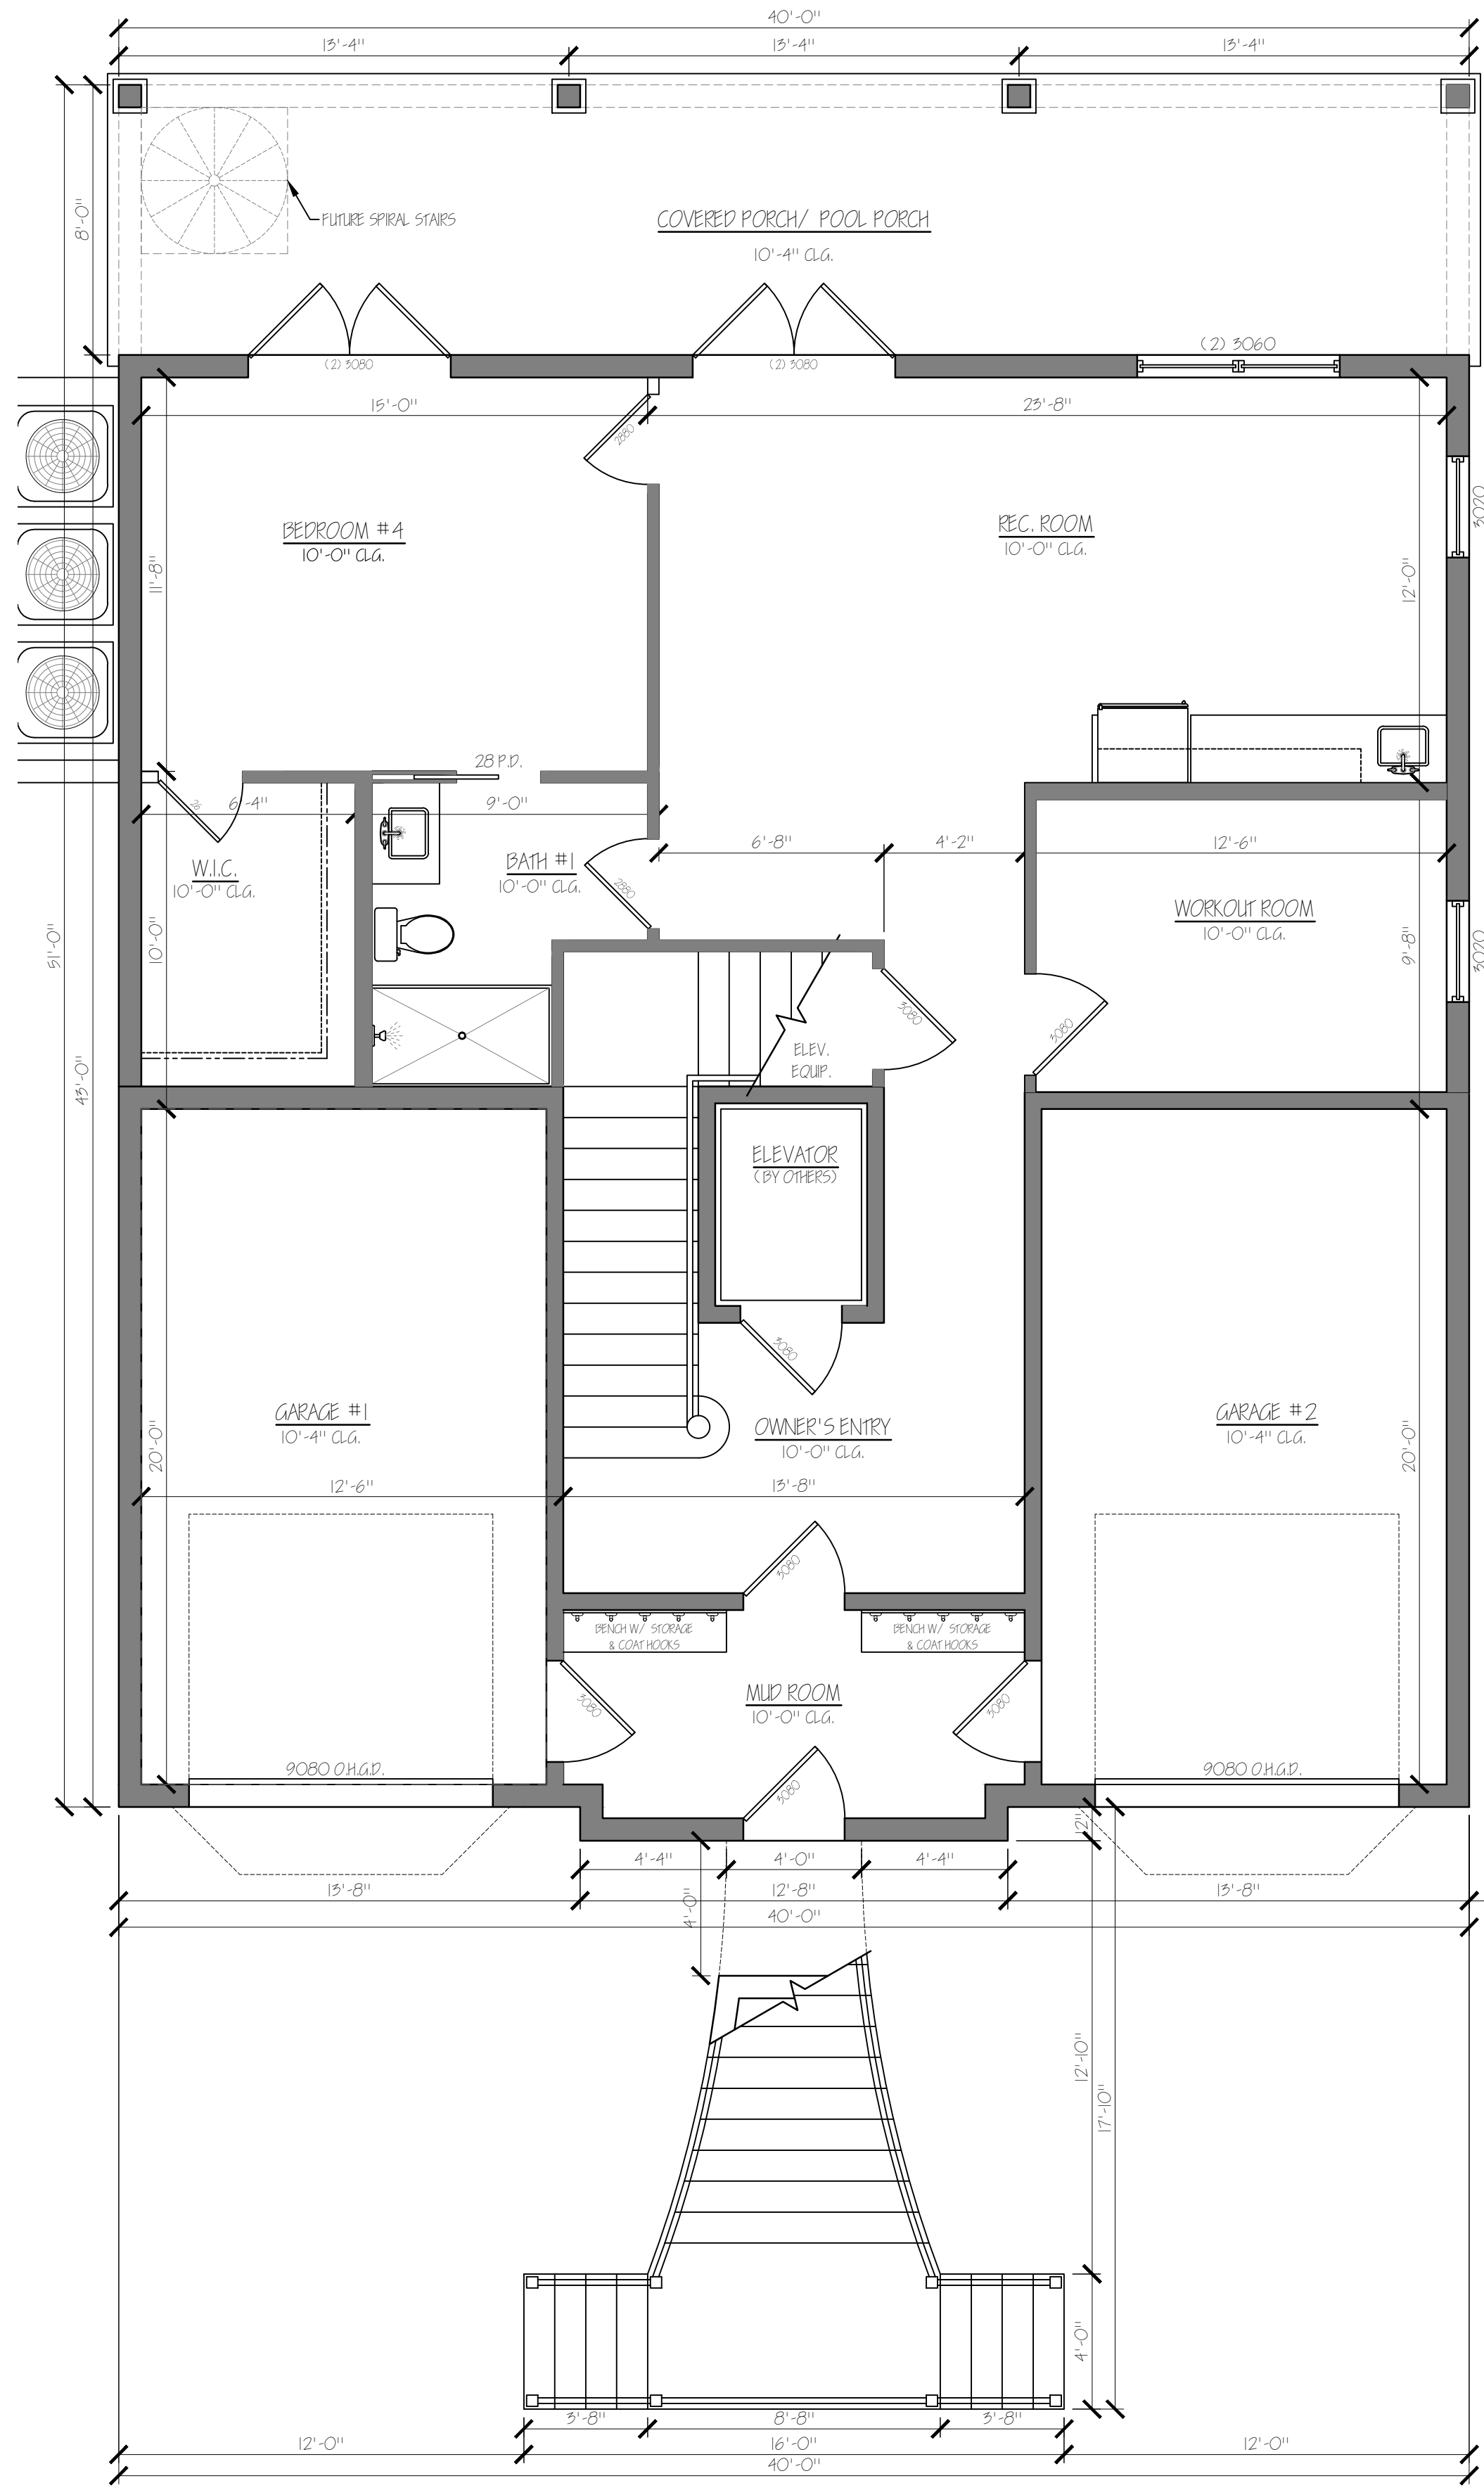 40'-0"
13'-4"
13'-4"
13'-4"
8'-0"
FUTURE SPIRAL STAIRS
COVERED PORCH/ POOL PORCH
10'-4" CLG.
(2) 3080
(2) 3080
(2) 3060
15'-0"
23'-8"
2880
3020
BEDROOM #4
10'-0" CLG.
REC. ROOM
10'-0" CLG.
11'-8"
12'-0"
28 P.D.
26
6'-4"
9'-0"
6'-8"
4'-2"
12'-6"
W.I.C.
10'-0" CLG.
BATH #1
10'-0" CLG.
2880
WORKOUT ROOM
10'-0" CLG.
51'-0"
10'-0"
9'-8"
3020
3080
3080
43'-0"
ELEV.
EQUIP.
ELEVATOR
(BY OTHERS)
3080
GARAGE #1
10'-4" CLG.
OWNER'S ENTRY
10'-0" CLG.
GARAGE #2
10'-4" CLG.
20'-0"
20'-0"
12'-6"
13'-8"
3080
BENCH W/ STORAGE
& COAT HOOKS
BENCH W/ STORAGE
& COAT HOOKS
3080
3080
MUD ROOM
10'-0" CLG.
9080 O.H.G.D.
3080
9080 O.H.G.D.
12"
4'-4"
4'-0"
4'-4"
13'-8"
12'-8"
13'-8"
4'-0"
40'-0"
12'-10"
17'-10"
4'-0"
3'-8"
8'-8"
3'-8"
12'-0"
16'-0"
12'-0"
40'-0"